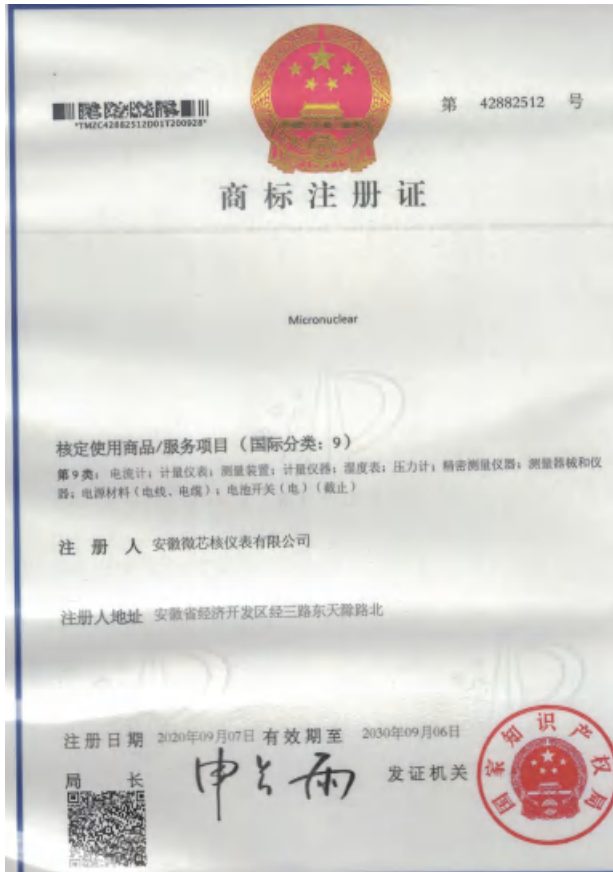 第 42882512 号
*TMZC42882512D01T200928*
商标注册证
Micronuclear
核定使用商品/服务项目（国际分类：9）
第9类：电流计；计量仪表；测量装置；计量仪器；湿度表；压力计；精密测量仪器；测量器械和仪
器；电源材料（电线、电缆）；电池开关（电）（截止）
注册人 安徽微芯核仪表有限公司
注册人地址 安徽省经济开发区经三路东天滁路北
注册日期 2020年09月07日 有效期至 2030年09月06日
局长 申长雨 发证机关
国家知识产权局